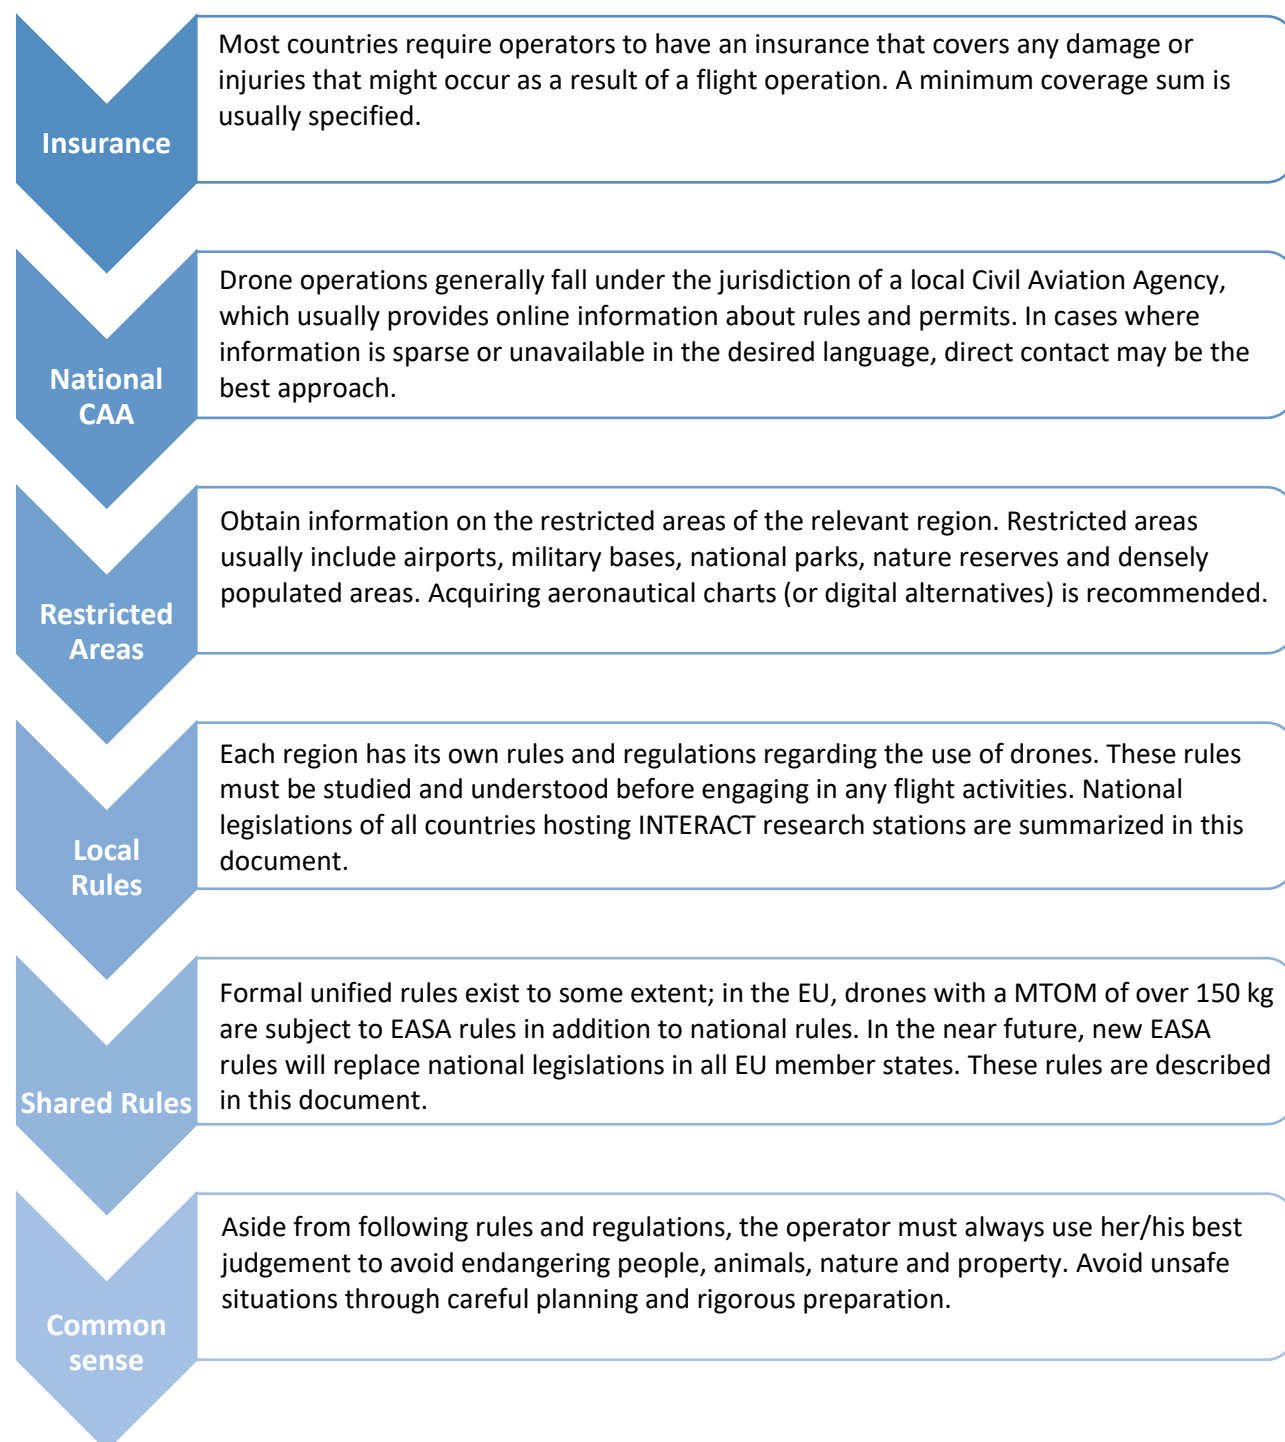 Most countries require operators to have an insurance that covers any damage or
injuries that might occur as a result of a flight operation. A minimum coverage sum is
usually specified.
Insurance
Drone operations generally fall under the jurisdiction of a local Civil Aviation Agency,
which usually provides online information about rules and permits. In cases where
information is sparse or unavailable in the desired language, direct contact may be the
best approach.
National
CAA
Obtain information on the restricted areas of the relevant region. Restricted areas
usually include airports, military bases, national parks, nature reserves and densely
populated areas. Acquiring aeronautical charts (or digital alternatives) is recommended.
Restricted
Areas
Each region has its own rules and regulations regarding the use of drones. These rules
must be studied and understood before engaging in any flight activities. National
legislations of all countries hosting INTERACT research stations are summarized in this
document.
Local
Rules
Formal unified rules exist to some extent; in the EU, drones with a MTOM of over 150 kg
are subject to EASA rules in addition to national rules. In the near future, new EASA
rules will replace national legislations in all EU member states. These rules are described
in this document.
Shared Rules
Aside from following rules and regulations, the operator must always use her/his best
judgement to avoid endangering people, animals, nature and property. Avoid unsafe
situations through careful planning and rigorous preparation.
Common
sense